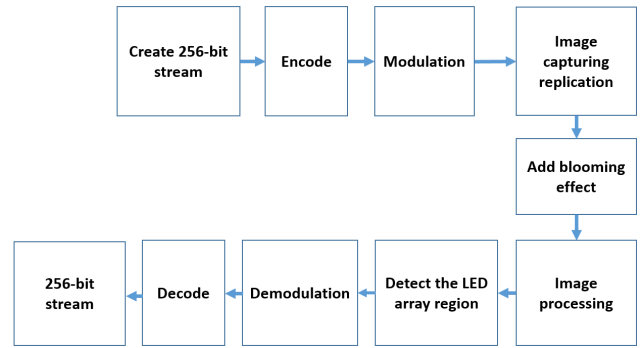 Create 256-bit
stream
Encode
Modulation
Image
capturing
replication
Add blooming
effect
Image
processing
Detect the LED
array region
Demodulation
Decode
256-bit
stream